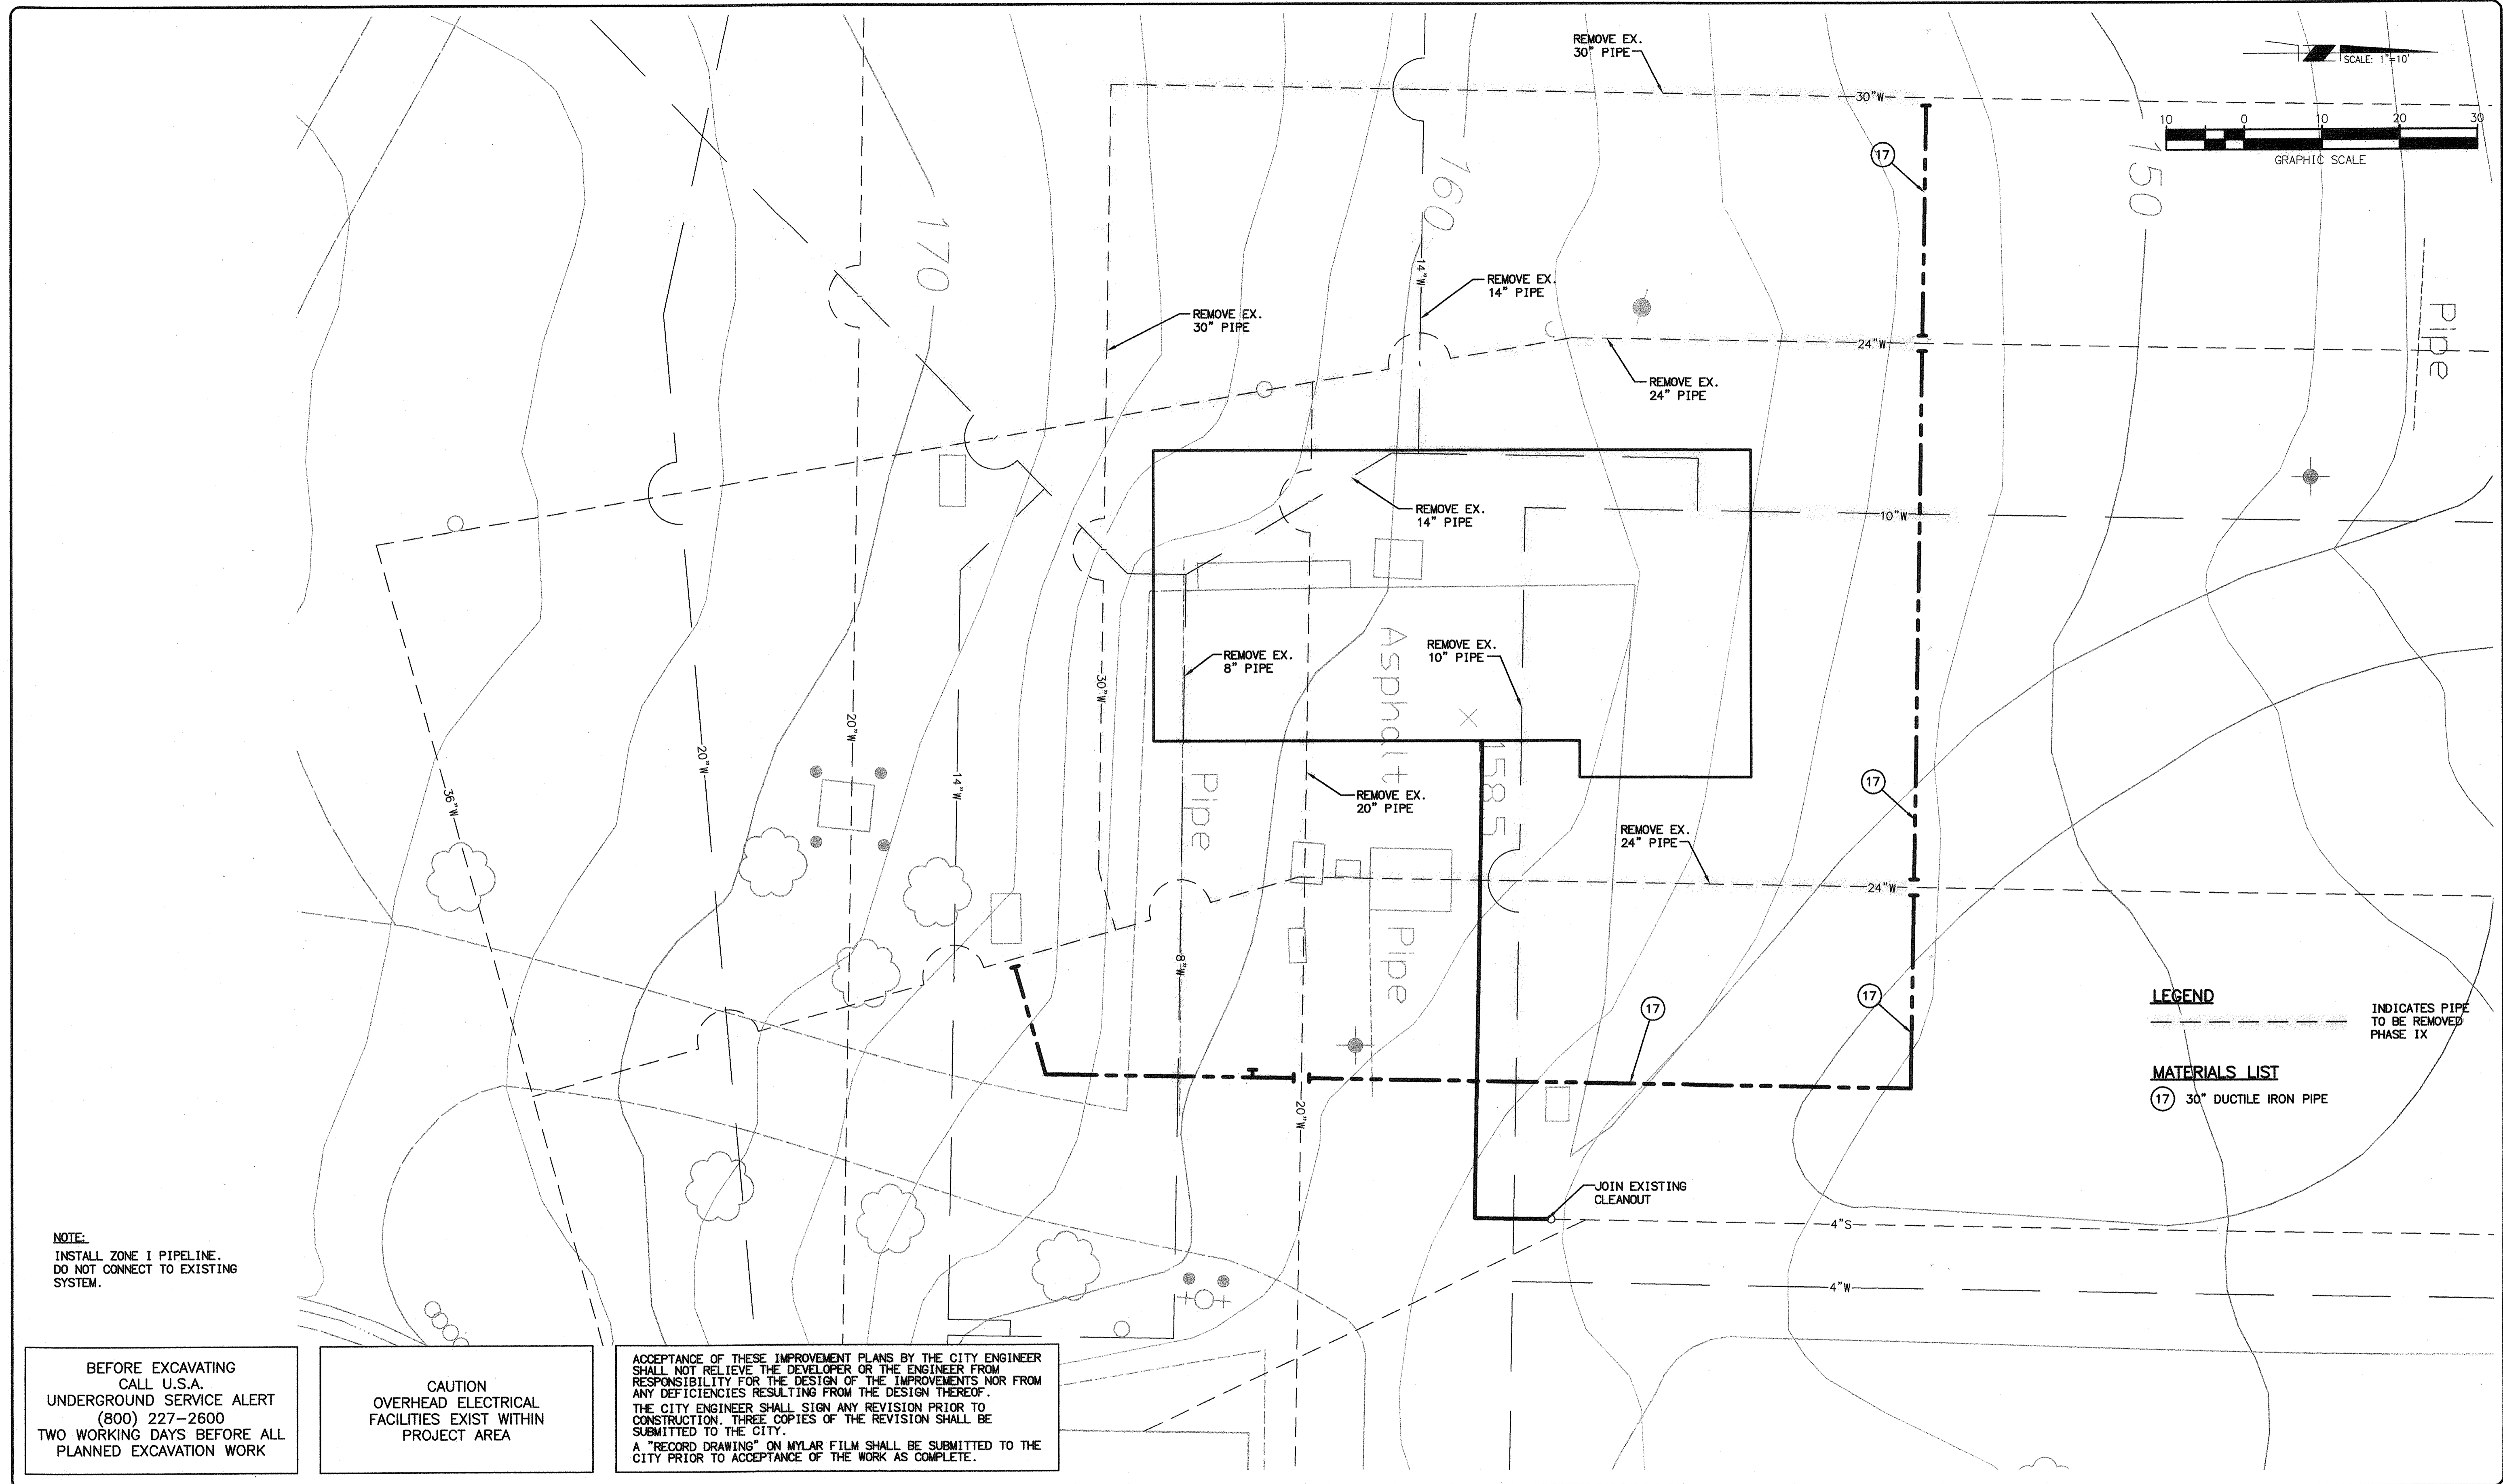 REMOVE EX.
30" PIPE
30"W
SCALE: 1"=10'
10 0 10 20 30
GRAPHIC SCALE
17
150
160
170
14"W
REMOVE EX.
14" PIPE
REMOVE EX.
30" PIPE
24"W
Pipe
REMOVE EX.
24" PIPE
REMOVE EX.
14" PIPE
10"W
REMOVE EX.
8" PIPE
Asphalt
REMOVE EX.
10" PIPE
30"W
20"W
20"W
14"W
36"W
Pipe
158.5
REMOVE EX.
20" PIPE
17
REMOVE EX.
24" PIPE
24"W
8"W
Pipe
17
17
LEGEND
INDICATES PIPE
TO BE REMOVED
PHASE IX
MATERIALS LIST
17 30" DUCTILE IRON PIPE
20"W
JOIN EXISTING
CLEANOUT
4"S
4"W
NOTE:
INSTALL ZONE I PIPELINE.
DO NOT CONNECT TO EXISTING
SYSTEM.
BEFORE EXCAVATING
CALL U.S.A.
UNDERGROUND SERVICE ALERT
(800) 227-2600
TWO WORKING DAYS BEFORE ALL
PLANNED EXCAVATION WORK
CAUTION
OVERHEAD ELECTRICAL
FACILITIES EXIST WITHIN
PROJECT AREA
ACCEPTANCE OF THESE IMPROVEMENT PLANS BY THE CITY ENGINEER
SHALL NOT RELIEVE THE DEVELOPER OR THE ENGINEER FROM
RESPONSIBILITY FOR THE DESIGN OF THE IMPROVEMENTS NOR FROM
ANY DEFICIENCIES RESULTING FROM THE DESIGN THEREOF.
THE CITY ENGINEER SHALL SIGN ANY REVISION PRIOR TO
CONSTRUCTION. THREE COPIES OF THE REVISION SHALL BE
SUBMITTED TO THE CITY.
A "RECORD DRAWING" ON MYLAR FILM SHALL BE SUBMITTED TO THE
CITY PRIOR TO ACCEPTANCE OF THE WORK AS COMPLETE.